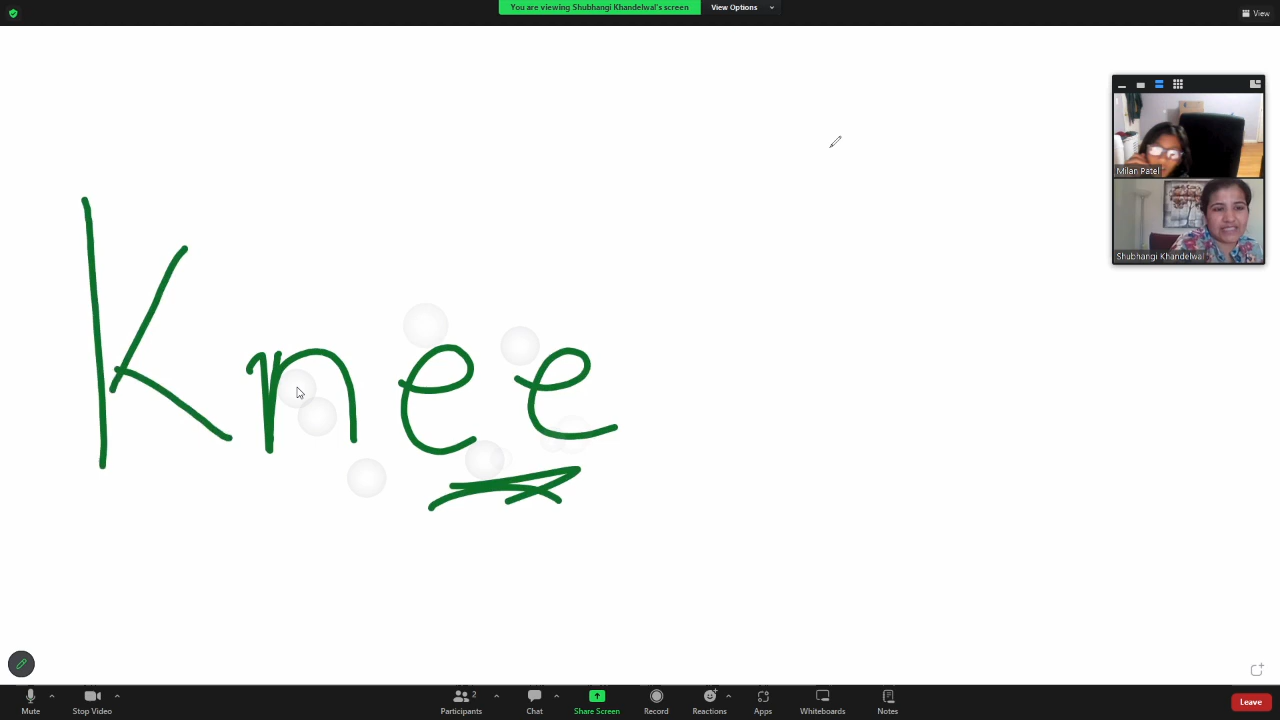 You are viewing Shubhangi Khandelwal's screen
View Options
View
Milan Patel
Shubhangi Khandelwal
Knee
Mute
Stop Video
Participants
2
Chat
Share Screen
Record
Reactions
Apps
Whiteboards
Notes
Leave